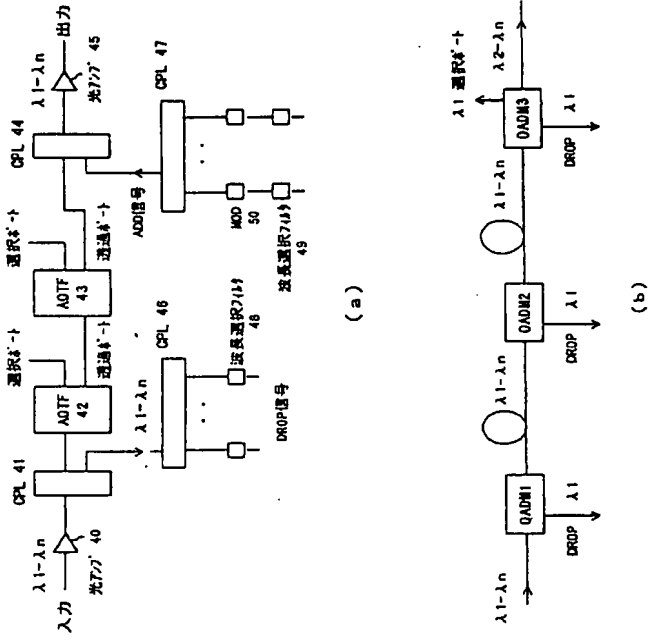 入力
λ1-λn
光アンプ 40
CPL 41
AOTF
42
選択ポート
透過ポート
AOTF
43
選択ポート
透過ポート
CPL 44
λ1-λn
出力
光アンプ 45
λ1-λn
CPL 46
波長選択フィルタ
48
DROP信号
ADD信号
CPL 47
MOD
50
波長選択フィルタ
49
(a)
λ1-λn
OADM1
DROP
λ1
λ1-λn
OADM2
DROP
λ1
λ1-λn
λ1 選択ポート
OADM3
λ2-λn
DROP
λ1
(b)